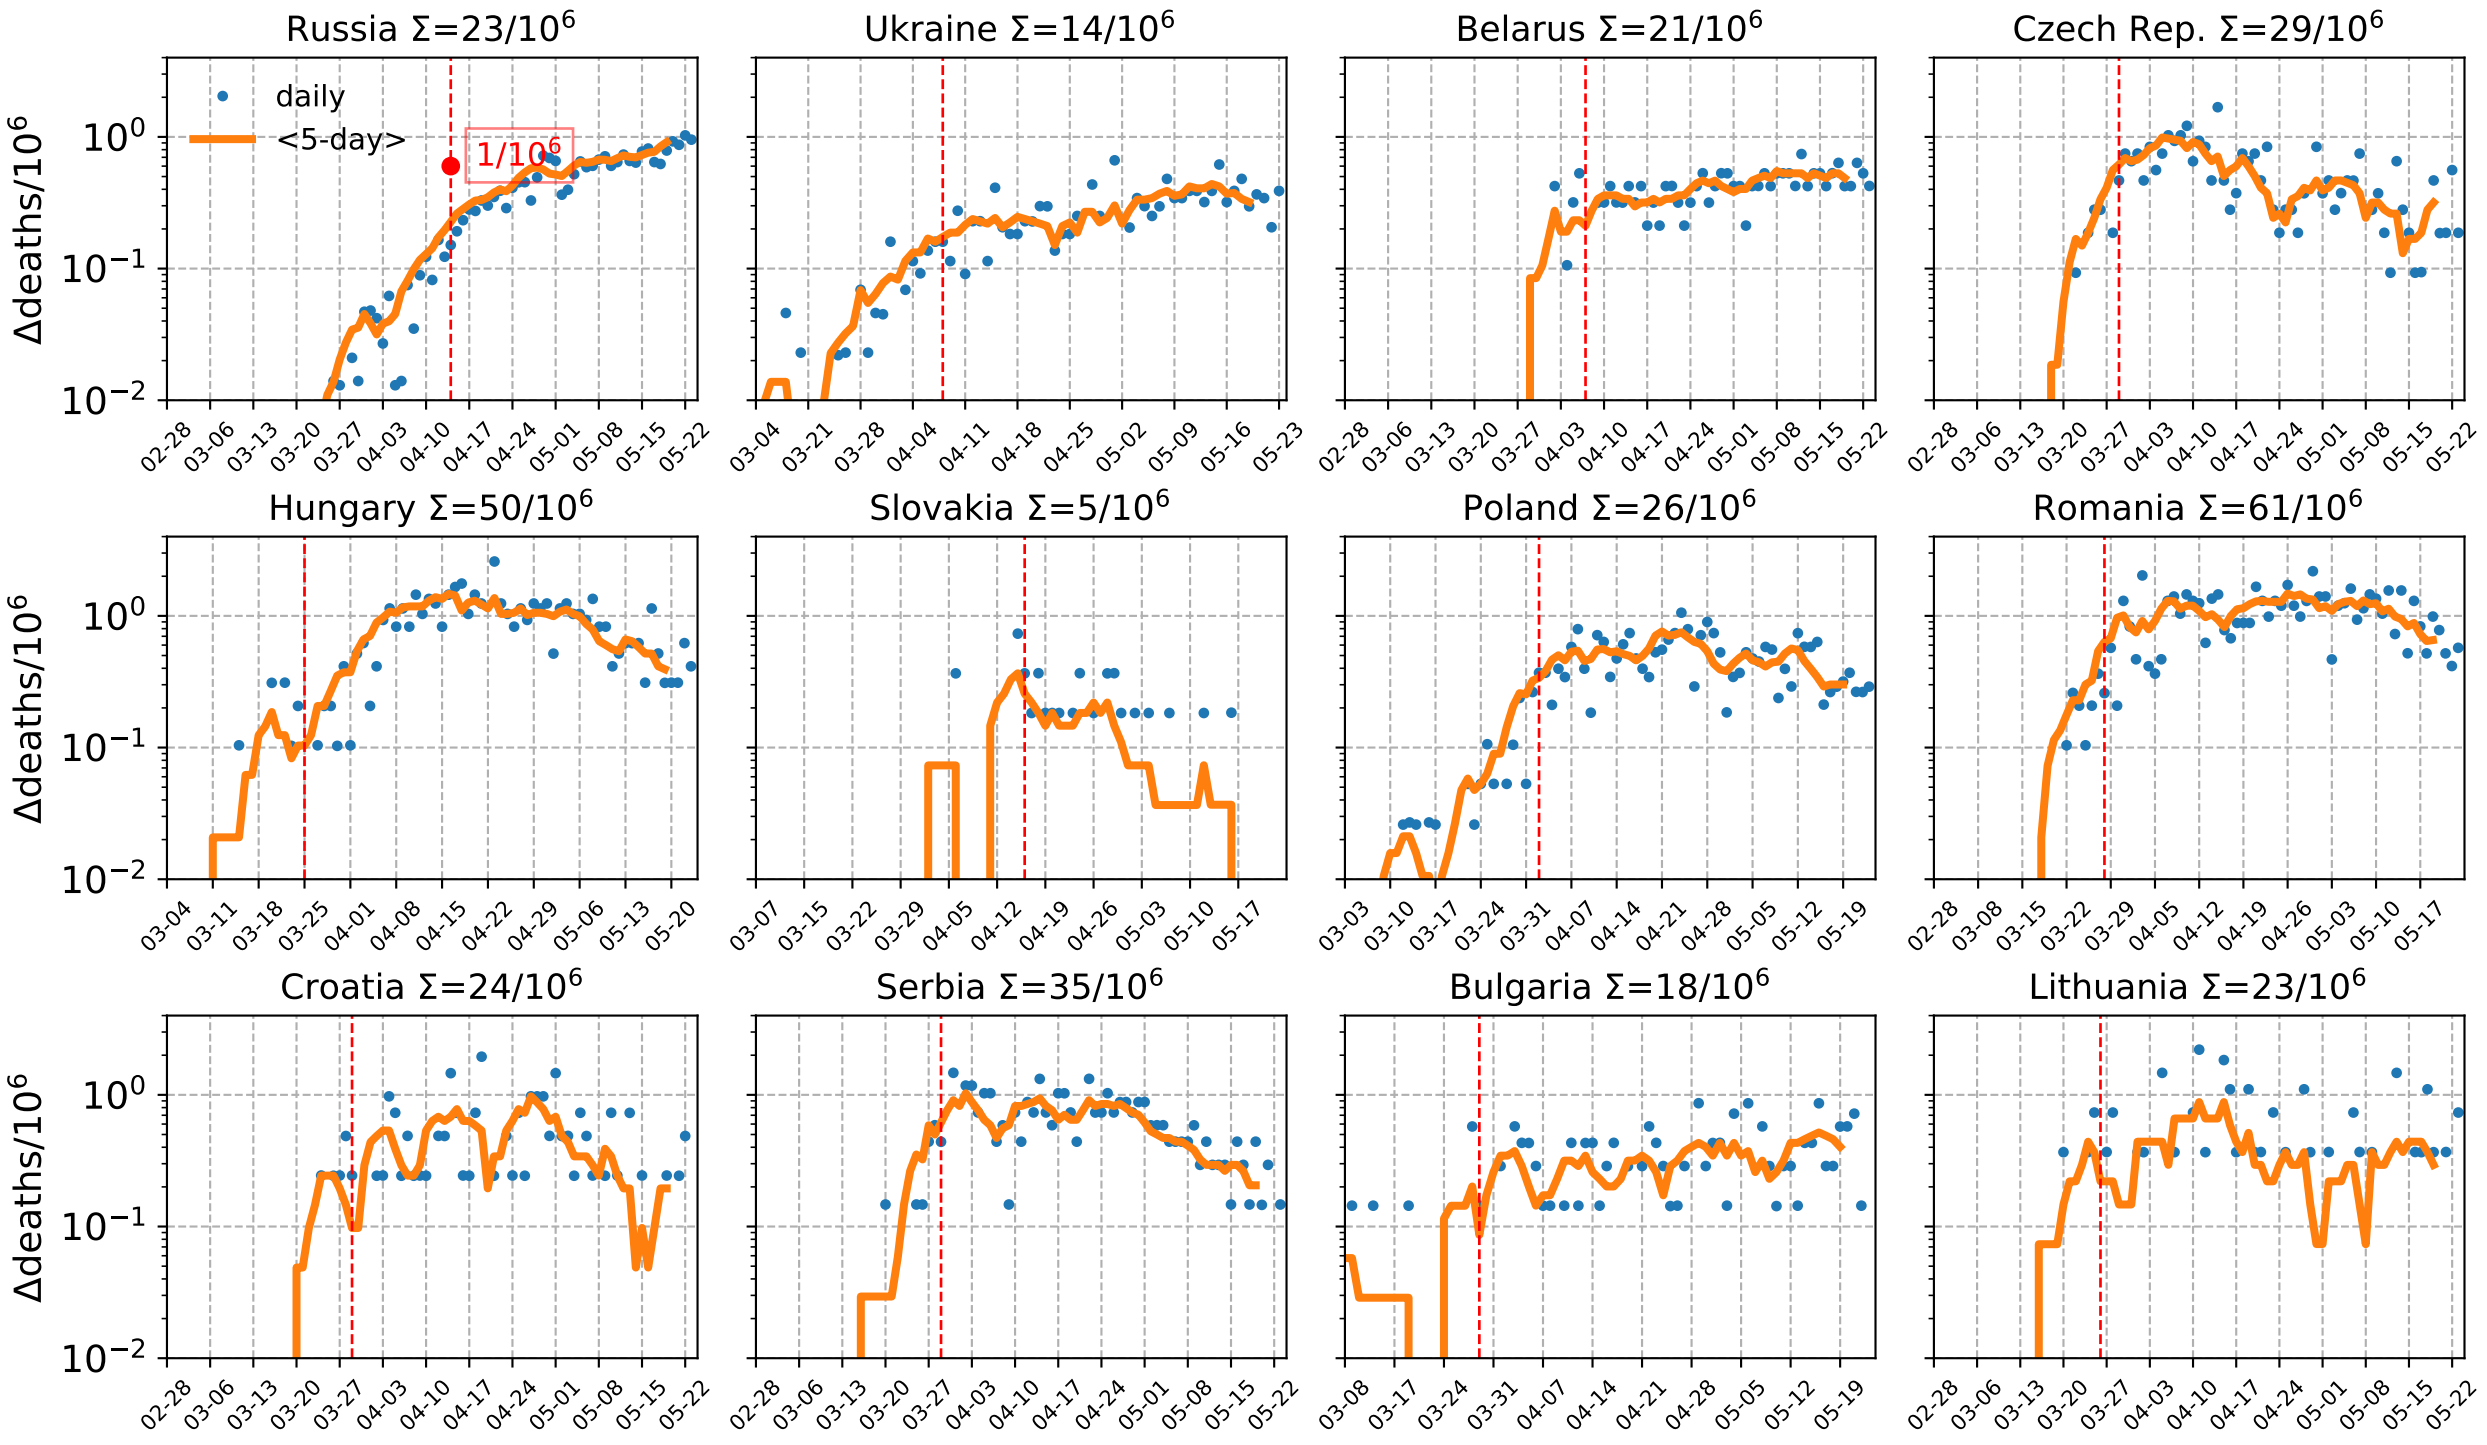 Russia Σ=23/10⁶
Ukraine Σ=14/10⁶
Belarus Σ=21/10⁶
Czech Rep. Σ=29/10⁶
Δdeaths/10⁶
10⁰
10⁻¹
10⁻²
daily
<5-day>
1/10⁶
02-28 03-06 03-13 03-20 03-27 04-03 04-10 04-17 04-24 05-01 05-08 05-15 05-22
03-04 03-21 03-28 04-04 04-11 04-18 04-25 05-02 05-09 05-16 05-23
02-28 03-06 03-13 03-20 03-27 04-03 04-10 04-17 04-24 05-01 05-08 05-15 05-22
02-28 03-06 03-13 03-20 03-27 04-03 04-10 04-17 04-24 05-01 05-08 05-15 05-22
Hungary Σ=50/10⁶
Slovakia Σ=5/10⁶
Poland Σ=26/10⁶
Romania Σ=61/10⁶
Δdeaths/10⁶
10⁰
10⁻¹
10⁻²
03-04 03-11 03-18 03-25 04-01 04-08 04-15 04-22 04-29 05-06 05-13 05-20
03-07 03-15 03-22 03-29 04-05 04-12 04-19 04-26 05-03 05-10 05-17
03-03 03-10 03-17 03-24 03-31 04-07 04-14 04-21 04-28 05-05 05-12 05-19
02-28 03-08 03-15 03-22 03-29 04-05 04-12 04-19 04-26 05-03 05-10 05-17
Croatia Σ=24/10⁶
Serbia Σ=35/10⁶
Bulgaria Σ=18/10⁶
Lithuania Σ=23/10⁶
Δdeaths/10⁶
10⁰
10⁻¹
10⁻²
02-28 03-06 03-13 03-20 03-27 04-03 04-10 04-17 04-24 05-01 05-08 05-15 05-22
02-28 03-06 03-13 03-20 03-27 04-03 04-10 04-17 04-24 05-01 05-08 05-15 05-22
03-08 03-17 03-24 03-31 04-07 04-14 04-21 04-28 05-05 05-12 05-19
02-28 03-06 03-13 03-20 03-27 04-03 04-10 04-17 04-24 05-01 05-08 05-15 05-22